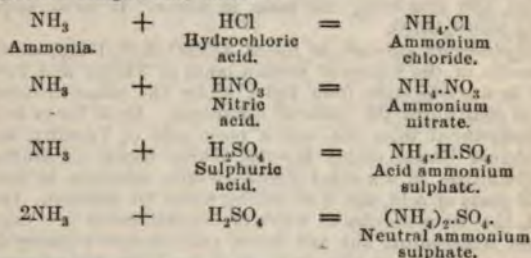 NH₃ + HCl = NH₄.Cl
Ammonia. Hydrochloric Ammonium
acid. chloride.
NH₃ + HNO₃ = NH₄.NO₃
Nitric Ammonium
acid. nitrate.
NH₃ + H₂SO₄ = NH₄.H.SO₄
Sulphuric Acid ammonium
acid. sulphate.
2NH₃ + H₂SO₄ = (NH₄)₂.SO₄.
Neutral ammonium
sulphate.